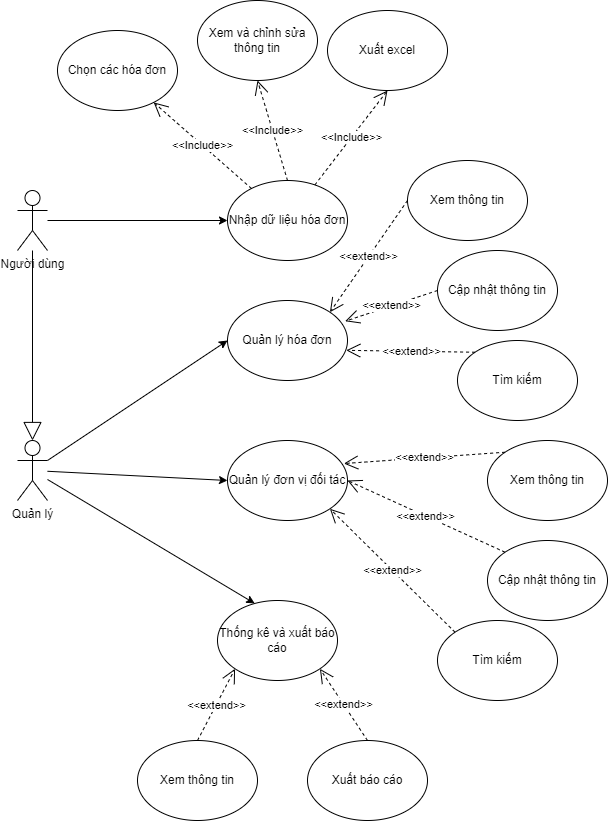 Xem và chỉnh sửa
thông tin
Xuất excel
Chọn các hóa đơn
<<Include>>
<<Include>>
<<Include>>
Xem thông tin
Nhập dữ liệu hóa đơn
<<extend>>
Người dùng
Cập nhật thông tin
<<extend>>
Quản lý hóa đơn
<<extend>>
Tìm kiếm
<<extend>>
Quản lý đơn vị đối tác
Xem thông tin
Quản lý
<<extend>>
<<extend>>
Cập nhật thông tin
Thống kê và xuất báo
cáo
Tìm kiếm
<<extend>>
<<extend>>
Xem thông tin
Xuất báo cáo